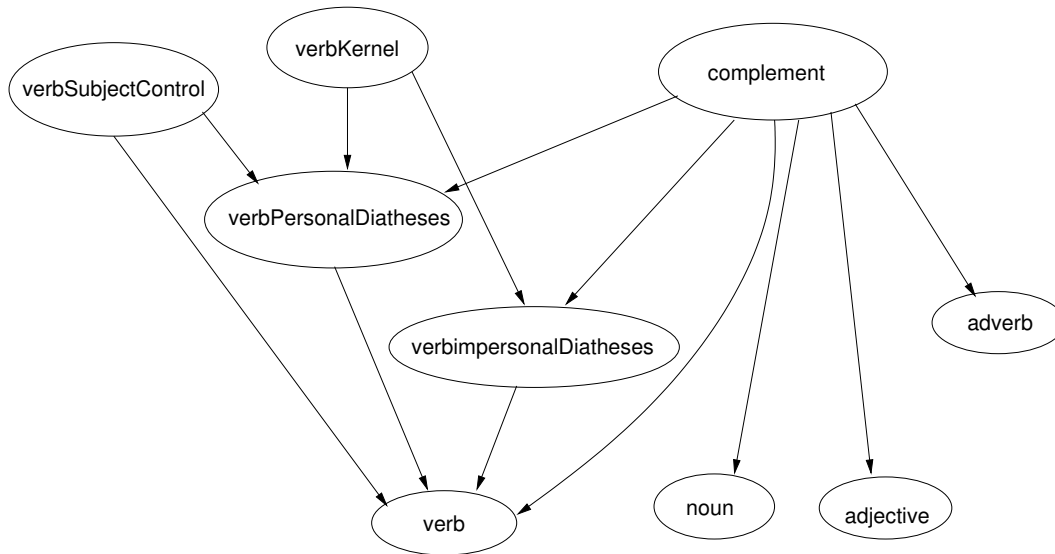 verbKernel
complement
verbSubjectControl
verbPersonalDiatheses
adverb
verbimpersonalDiatheses
noun
adjective
verb